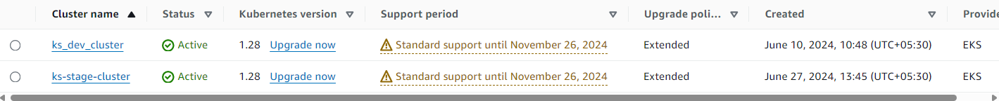 Cluster name Status Kubernetes version Support period Upgrade poli... Created Provide
ks_dev_cluster Active 1.28 Upgrade now Standard support until November 26, 2024 Extended June 10, 2024, 10:48 (UTC+05:30) EKS
ks-stage-cluster Active 1.28 Upgrade now Standard support until November 26, 2024 Extended June 27, 2024, 13:45 (UTC+05:30) EKS